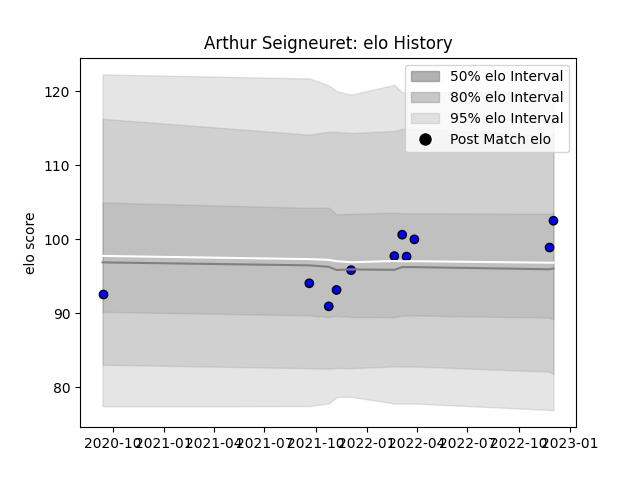 Arthur Seigneuret: elo History
50% elo Interval
80% elo Interval
95% elo Interval
Post Match elo
elo score
120
110
100
90
80
2020-10 2021-01 2021-04 2021-07 2021-10 2022-01 2022-04 2022-07 2022-10 2023-01